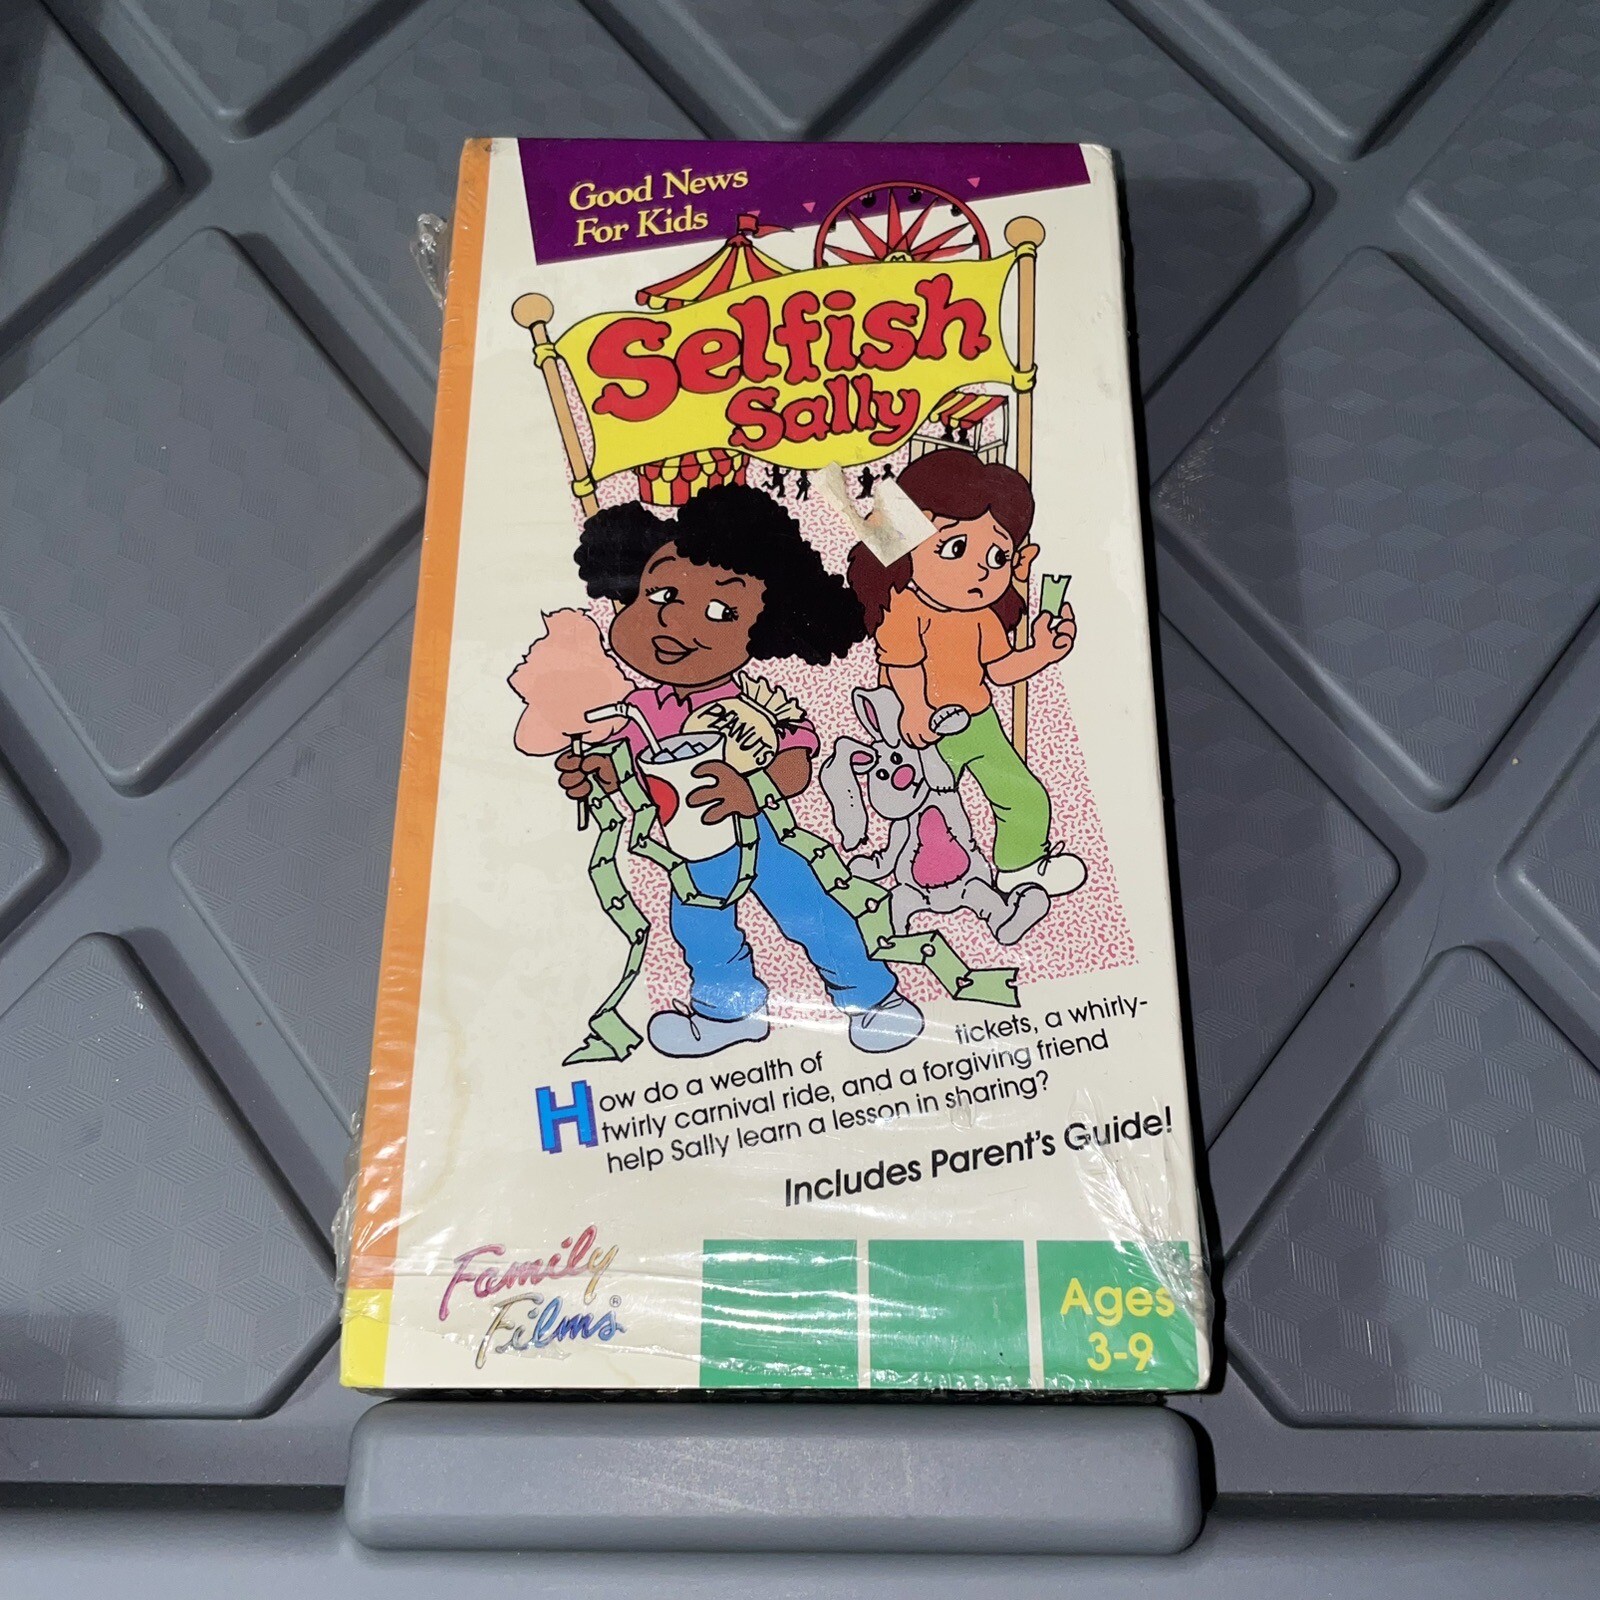 Good News
For Kids
Selfish
Sally
PEANUTS
How do a wealth of tickets, a whirly-
twirly carnival ride, and a forgiving friend
help Sally learn a lesson in sharing?
Includes Parent's Guide!
Family
Films®
Ages
3-9